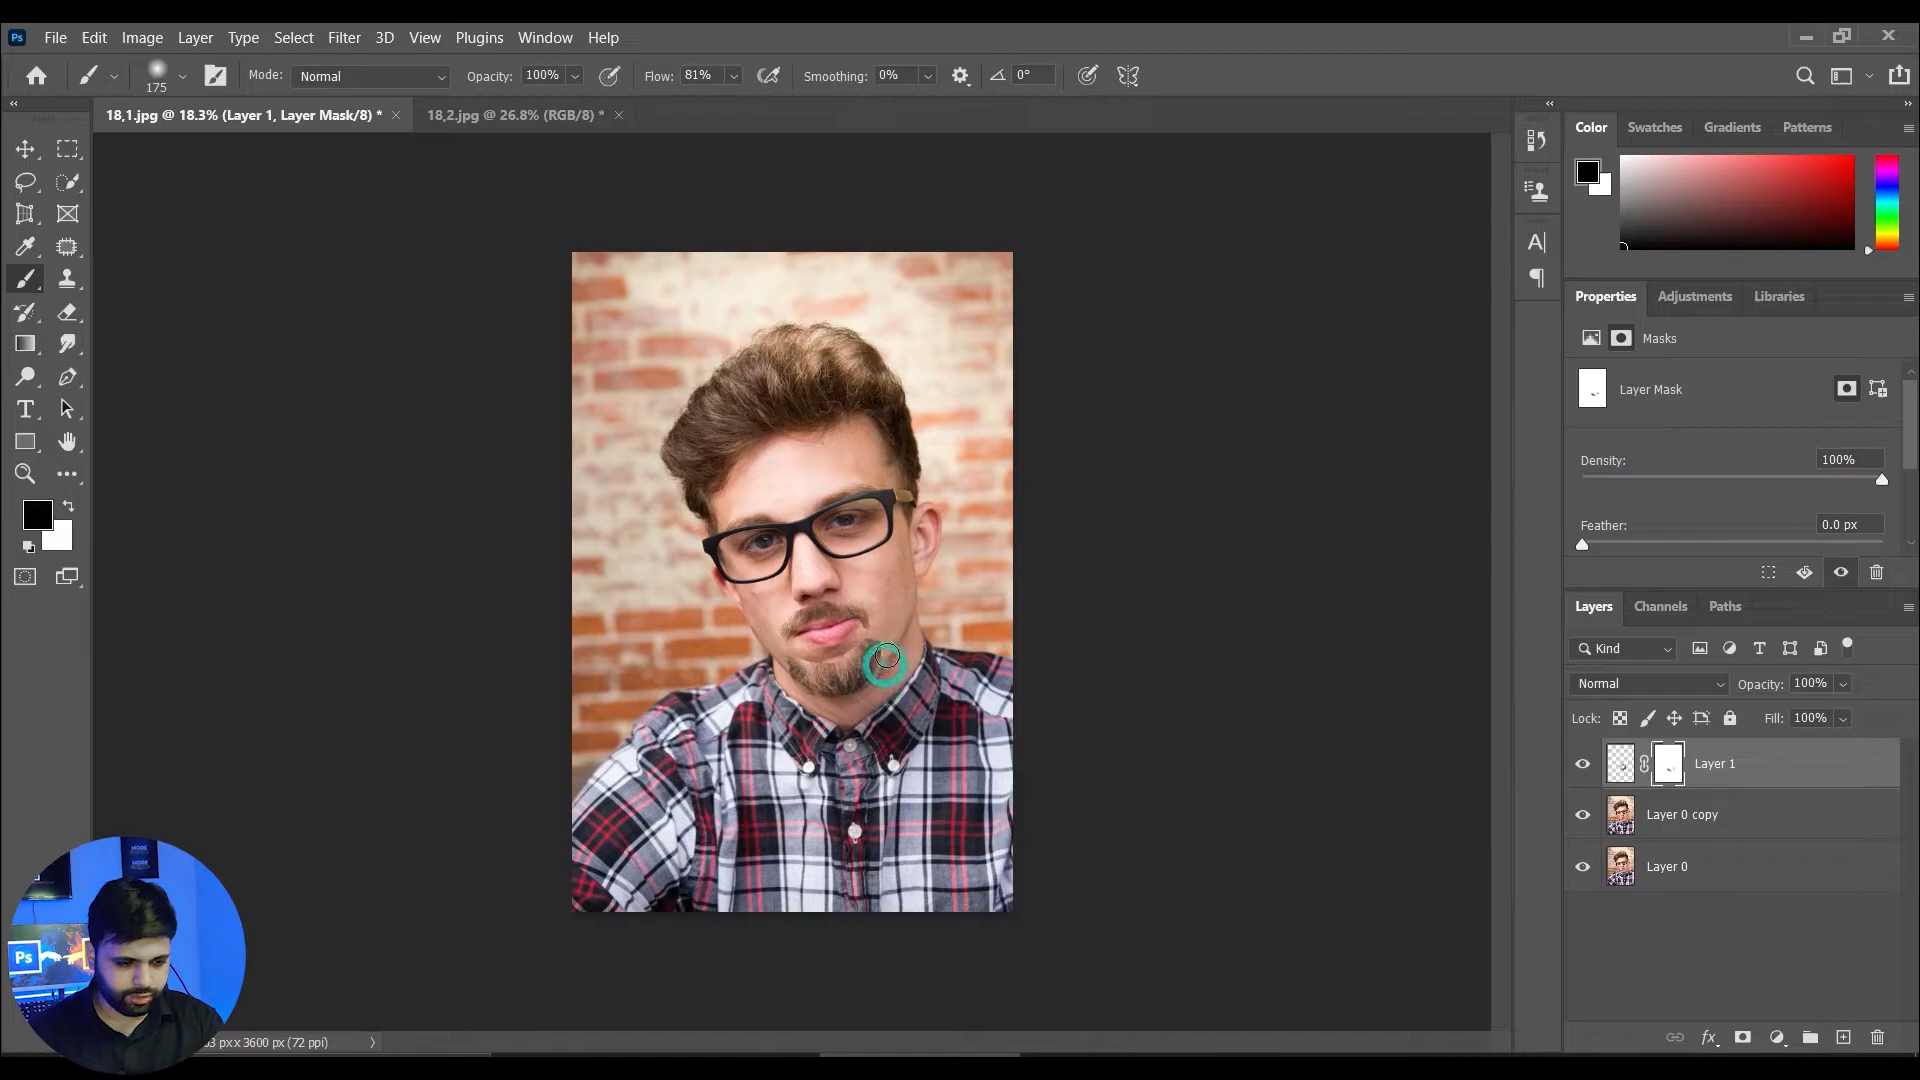 Ps File Edit Image Layer Type Select Filter 3D View Plugins Window Help
175 Mode: Normal Opacity: 100% Flow: 81% Smoothing: 0% 0°
18,1.jpg @ 18.3% (Layer 1, Layer Mask/8) * 18,2.jpg @ 26.8% (RGB/8) *
Color Swatches Gradients Patterns
Properties Adjustments Libraries
Masks
Layer Mask
Density: 100%
Feather: 0.0 px
Layers Channels Paths
Kind
Normal Opacity: 100%
Lock: Fill: 100%
Layer 1
Layer 0 copy
Layer 0
fx
Ps
3 px x 3600 px (72 ppi)